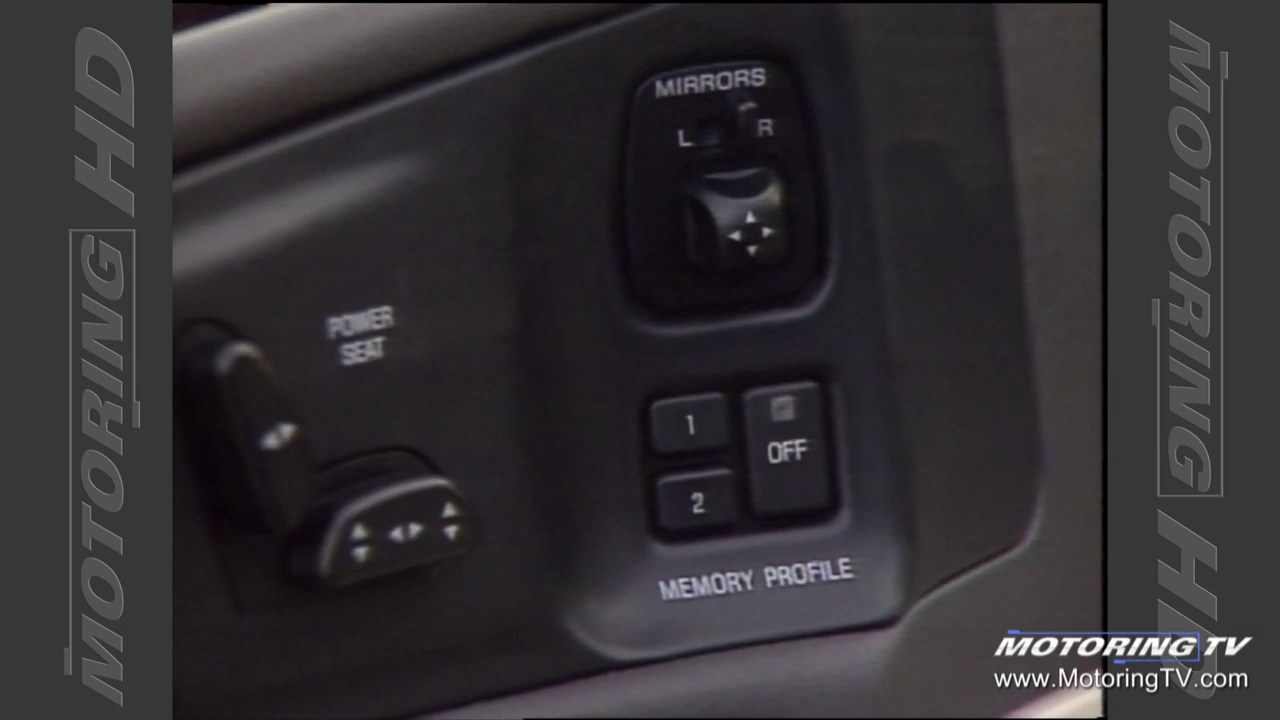 MOTORING HD
MIRRORS
L R
POWER
SEAT
1
OFF
2
MEMORY PROFILE
MOTORING HD
MOTORING TV
www.MotoringTV.com